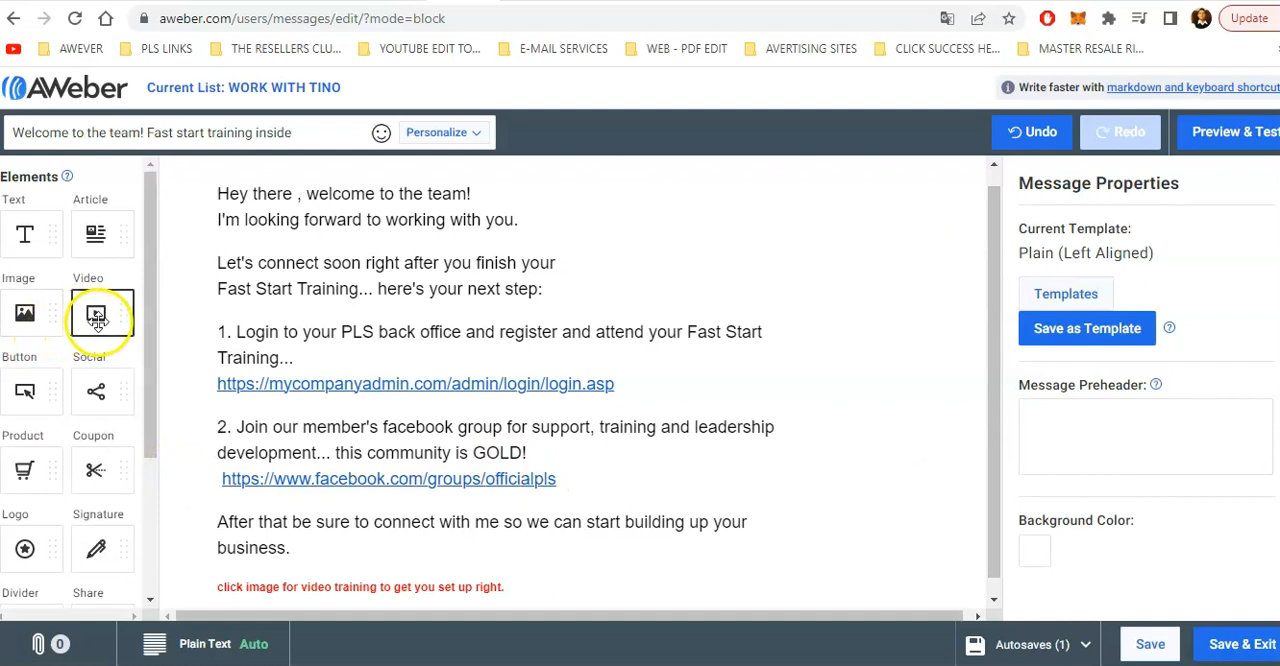 aweber.com/users/messages/edit/?mode=block
Update
AWEVER
PLS LINKS
THE RESELLERS CLU...
YOUTUBE EDIT TO...
E-MAIL SERVICES
WEB - PDF EDIT
AVERTISING SITES
CLICK SUCCESS HE...
MASTER RESALE RI...
AWeber
Current List: WORK WITH TINO
Write faster with markdown and keyboard shortcut
Welcome to the team! Fast start training inside
Personalize
Undo
Redo
Preview & Test
Elements
Text
Article
Image
Video
Button
Social
Product
Coupon
Logo
Signature
Divider
Share
Hey there , welcome to the team!
I'm looking forward to working with you.
Let's connect soon right after you finish your
Fast Start Training... here's your next step:
1. Login to your PLS back office and register and attend your Fast Start
Training...
https://mycompanyadmin.com/admin/login/login.asp
2. Join our member's facebook group for support, training and leadership
development... this community is GOLD!
https://www.facebook.com/groups/officialpls
After that be sure to connect with me so we can start building up your
business.
click image for video training to get you set up right.
Message Properties
Current Template:
Plain (Left Aligned)
Templates
Save as Template
Message Preheader:
Background Color:
0
Plain Text Auto
Autosaves (1)
Save
Save & Exit